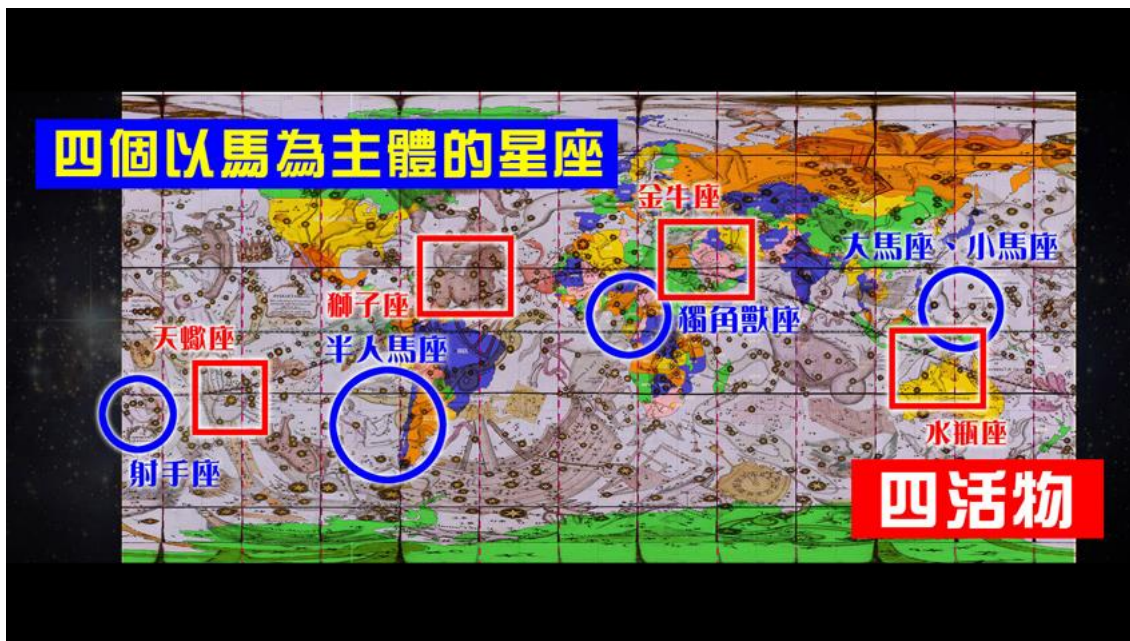 四個以馬為主體的星座
金牛座
大馬座、小馬座
獅子座
獨角獸座
天蠍座
半人馬座
水瓶座
射手座
四活物